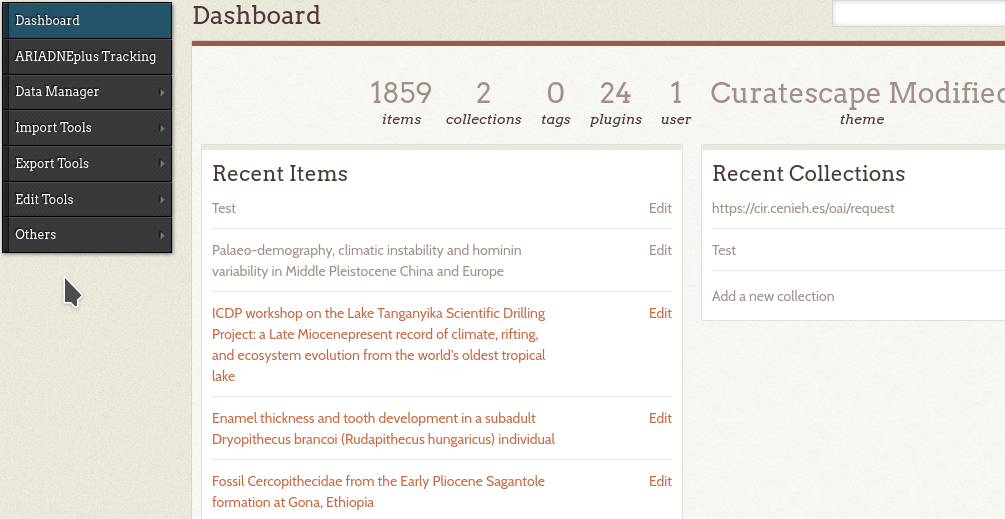 Dashboard
ARIADNEplus Tracking
Data Manager
Import Tools
Export Tools
Edit Tools
Others
Dashboard
1859 2 0 24 1 Curatescape Modified
items collections tags plugins user theme
Recent Items
Test Edit
Palaeo-demography, climatic instability and hominin Edit
variability in Middle Pleistocene China and Europe
ICDP workshop on the Lake Tanganyika Scientific Drilling Edit
Project: a Late Miocenepresent record of climate, rifting,
and ecosystem evolution from the world's oldest tropical
lake
Enamel thickness and tooth development in a subadult Edit
Dryopithecus brancoi (Rudapithecus hungaricus) individual
Fossil Cercopithecidae from the Early Pliocene Sagantole Edit
formation at Gona, Ethiopia
Recent Collections
https://cir.cenieh.es/oai/request
Test
Add a new collection